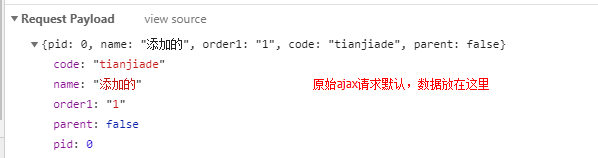 ▼Request Payload view source
▼{pid: 0, name: "添加的", order1: "1", code: "tianjiade", parent: false}
code: "tianjiade"
name: "添加的" 原始ajax请求默认，数据放在这里
order1: "1"
parent: false
pid: 0